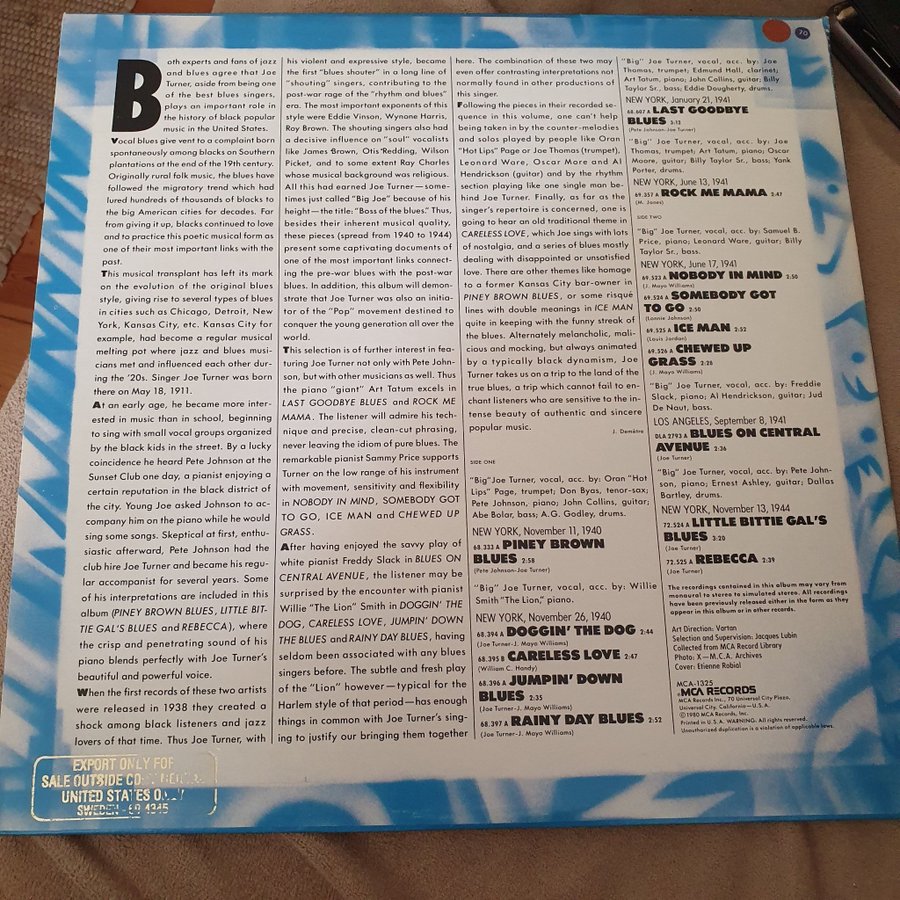 Both experts and fans of jazz
and blues agree that Joe
Turner, aside from being one
of the best blues singers,
plays an important role in
the history of black popular
music in the United States.
Vocal blues give vent to a complaint born
spontaneously among blacks on Southern
plantations at the end of the 19th century.
Originally rural folk music, the blues have
followed the migratory trend which had
lured hundreds of thousands of blacks to
the big American cities for decades. Far
from giving it up, blacks continued to love
and to practice this poetic musical form as
one of their most important links with the
past.
This musical transplant has left its mark
on the evolution of the original blues
style, giving rise to several types of blues
in cities such as Chicago, Detroit, New
York, Kansas City, etc. Kansas City for
example, had become a regular musical
melting pot where jazz and blues musi-
cians met and influenced each other dur-
ing the '20s. Singer Joe Turner was born
there on May 18, 1911.
At an early age, he became more inter-
ested in music than in school, beginning
to sing with small vocal groups organized
by the black kids in the street. By a lucky
coincidence he heard Pete Johnson at the
Sunset Club one day, a pianist enjoying a
certain reputation in the black district of
the city. Young Joe asked Johnson to ac-
company him on the piano while he would
sing some songs. Skeptical at first, enthu-
siastic afterward, Pete Johnson had the
club hire Joe Turner and became his regu-
lar accompanist for several years. Some
of his interpretations are included in this
album (PINEY BROWN BLUES, LITTLE BIT-
TIE GAL'S BLUES and REBECCA), where
the crisp and penetrating sound of his
piano blends perfectly with Joe Turner's
beautiful and powerful voice.
When the first records of these two artists
were released in 1938 they created a
shock among black listeners and jazz
lovers of that time. Thus Joe Turner, with
his violent and expressive style, became
the first "blues shouter" in a long line of
"shouting" singers, contributing to the
post-war rage of the "rhythm and blues"
era. The most important exponents of this
style were Eddie Vinson, Wynonie Harris,
Roy Brown. The shouting singers also had
a decisive influence on "soul" vocalists
like James Brown, Otis Redding, Wilson
Picket, and to some extent Ray Charles
whose musical background was religious.
All this had earned Joe Turner—some-
times just called "Big Joe" because of his
height—the title: "Boss of the blues." Thus,
besides their inherent musical quality,
these pieces (spread from 1940 to 1944)
present some captivating documents of
one of the most important links connect-
ing the pre-war blues with the post-war
blues. In addition, this album will demon-
strate that Joe Turner was also an initia-
tor of the "Pop" movement destined to
conquer the young generation all over the
world.
This selection is of further interest in fea-
turing Joe Turner not only with Pete John-
son, but with other musicians as well. Thus
the piano "giant" Art Tatum excels in
LAST GOODBYE BLUES and ROCK ME
MAMA. The listener will admire his tech-
nique and precise, clean-cut phrasing,
never leaving the idiom of pure blues. The
remarkable pianist Sammy Price supports
Turner on the low range of his instrument
with movement, sensitivity and flexibility
in NOBODY IN MIND, SOMEBODY GOT
TO GO, ICE MAN and CHEWED UP
GRASS.
After having enjoyed the savvy play of
white pianist Freddy Slack in BLUES ON
CENTRAL AVENUE, the listener may be
surprised by the encounter with pianist
Willie "The Lion" Smith in DOGGIN' THE
DOG, CARELESS LOVE, JUMPIN' DOWN
THE BLUES and RAINY DAY BLUES, having
seldom been associated with any blues
singers before. The subtle and fresh play
of the "Lion" however—typical for the
Harlem style of that period—has enough
things in common with Joe Turner's sing-
ing to justify our bringing them together
here. The combination of these two may
even offer contrasting interpretations not
normally found in other productions of
this singer.
Following the pieces in their recorded se-
quence in this volume, one can't help
being taken in by the counter-melodies
and solos played by people like Oran
"Hot Lips" Page or Joe Thomas (trumpet),
Leonard Ware, Oscar More and Al
Hendrickson (guitar) and by the rhythm
section playing like one single man be-
hind Joe Turner. Finally, as far as the
singer's repertoire is concerned, one is
going to hear an old traditional theme in
CARELESS LOVE, which Joe sings with lots
of nostalgia, and a series of blues mostly
dealing with disappointed or unsatisfied
love. There are other themes like homage
to a former Kansas City bar-owner in
PINEY BROWN BLUES, or some risqué
lines with double meanings in ICE MAN
quite in keeping with the funny streak of
the blues. Alternately melancholic, mali-
cious and mocking, but always animated
by a typically black dynamism, Joe
Turner takes us on a trip to the land of the
true blues, a trip which cannot fail to en-
chant listeners who are sensitive to the in-
tense beauty of authentic and sincere
popular music.
J. Demêtre
SIDE ONE
"Big" Joe Turner, vocal, acc. by: Oran "Hot
Lips" Page, trumpet; Don Byas, tenor-sax;
Pete Johnson, piano; John Collins, guitar;
Abe Bolar, bass; A.G. Godley, drums.
NEW YORK, November 11, 1940
68.333 A PINEY BROWN
BLUES 2:58
(Pete Johnson-Joe Turner)
"Big" Joe Turner, vocal, acc. by: Willie
Smith "The Lion," piano.
NEW YORK, November 26, 1940
68.394 A DOGGIN' THE DOG 2:44
(Joe Turner-J. Mayo Williams)
68.395 B CARELESS LOVE 2:47
(William C. Handy)
68.396 A JUMPIN' DOWN
BLUES 2:35
(Joe Turner-J. Mayo Williams)
68.397 A RAINY DAY BLUES 2:52
(Joe Turner-J. Mayo Williams)
"Big" Joe Turner, vocal, acc. by: Joe
Thomas, trumpet; Edmund Hall, clarinet;
Art Tatum, piano; John Collins, guitar; Billy
Taylor Sr., bass; Eddie Dougherty, drums.
NEW YORK, January 21, 1941
68.607 A LAST GOODBYE
BLUES 3:12
(Pete Johnson-Joe Turner)
"Big" Joe Turner, vocal, acc. by: Joe
Thomas, trumpet; Art Tatum, piano; Oscar
Moore, guitar; Billy Taylor Sr., bass; Yank
Porter, drums.
NEW YORK, June 13, 1941
69.357 A ROCK ME MAMA 2:47
(M. Jones)
SIDE TWO
"Big" Joe Turner, vocal, acc. by: Samuel B.
Price, piano; Leonard Ware, guitar; Billy
Taylor Sr., bass.
NEW YORK, June 17, 1941
69.523 A NOBODY IN MIND 2:50
(J. Mayo Williams)
69.524 A SOMEBODY GOT
TO GO 2:50
(Lonnie Johnson)
69.525 A ICE MAN 2:52
(Louis Jordan)
69.526 A CHEWED UP
GRASS 2:28
(J. Mayo Williams)
"Big" Joe Turner, vocal, acc. by: Freddie
Slack, piano; Al Hendrickson, guitar; Jud
De Naut, bass.
LOS ANGELES, September 8, 1941
DLA 2793 A BLUES ON CENTRAL
AVENUE 2:36
(Joe Turner)
"Big" Joe Turner, vocal, acc. by: Pete John-
son, piano; Ernest Ashley, guitar; Dallas
Bartley, drums.
NEW YORK, November 13, 1944
72.524 A LITTLE BITTIE GAL'S
BLUES 3:20
(Joe Turner)
72.525 A REBECCA 2:39
(Joe Turner)
The recordings contained in this album may vary from
monaural to stereo to simulated stereo. All recordings
have been previously released either in the form as they
appear in this album or in other records.
Art Direction: Vartan
Selection and Supervision: Jacques Lubin
Collected from MCA Record Library
Photo: X—M.C.A. Archives
Cover: Etienne Robial
MCA-1325
MCA RECORDS
MCA Records Inc., 70 Universal City Plaza,
Universal City, California—U.S.A.
©1980 MCA Records, Inc.
Printed in U.S.A. WARNING. All rights reserved.
Unauthorized duplication is a violation of applicable laws.
70
EXPORT ONLY FOR
SALE OUTSIDE
UNITED STATES
SWEDEN